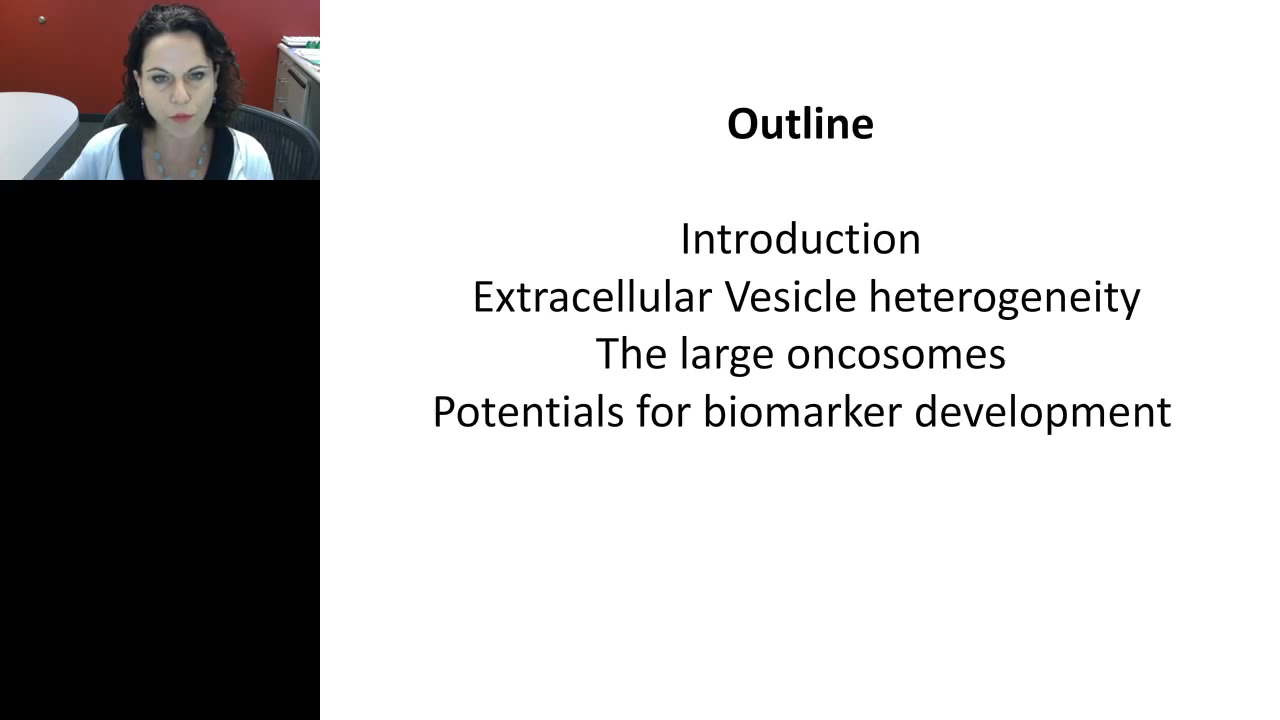 Outline
Introduction
Extracellular Vesicle heterogeneity
The large oncosomes
Potentials for biomarker development